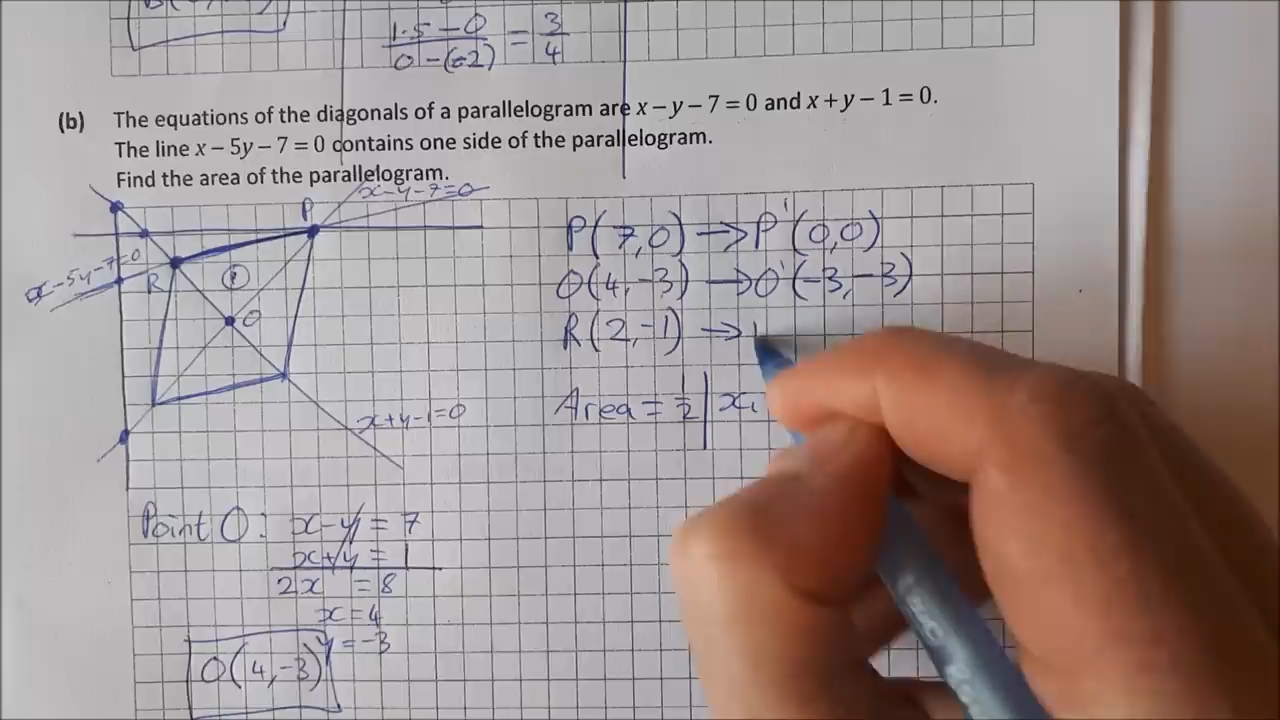 1.5 - 0 / 0 - (-2) = 3/4
(b) The equations of the diagonals of a parallelogram are x – y – 7 = 0 and x + y – 1 = 0.
The line x – 5y – 7 = 0 contains one side of the parallelogram.
Find the area of the parallelogram.
x-y-7=0
P
x-5y-7=0
R
①
O
x+y-1=0
P(7,0) → P'(0,0)
O(4,-3) → O'(-3,-3)
R(2,-1) →
Area = 1/2 | x₁
Point O: x-y = 7
x+y = 1
2x = 8
x=4
y = -3
O(4,-3)